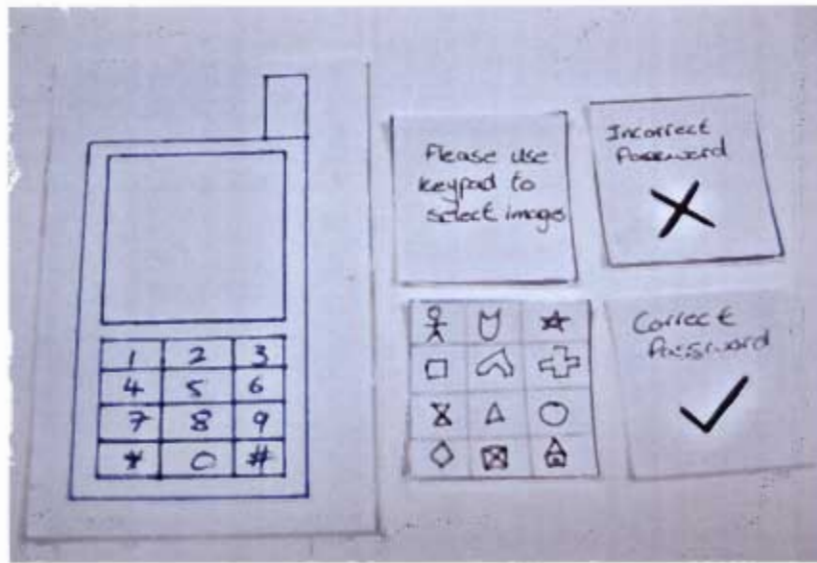 1 2 3
4 5 6
7 8 9
* 0 #
Please use
keypad to
select images
Incorrect
Password
Correct
Password